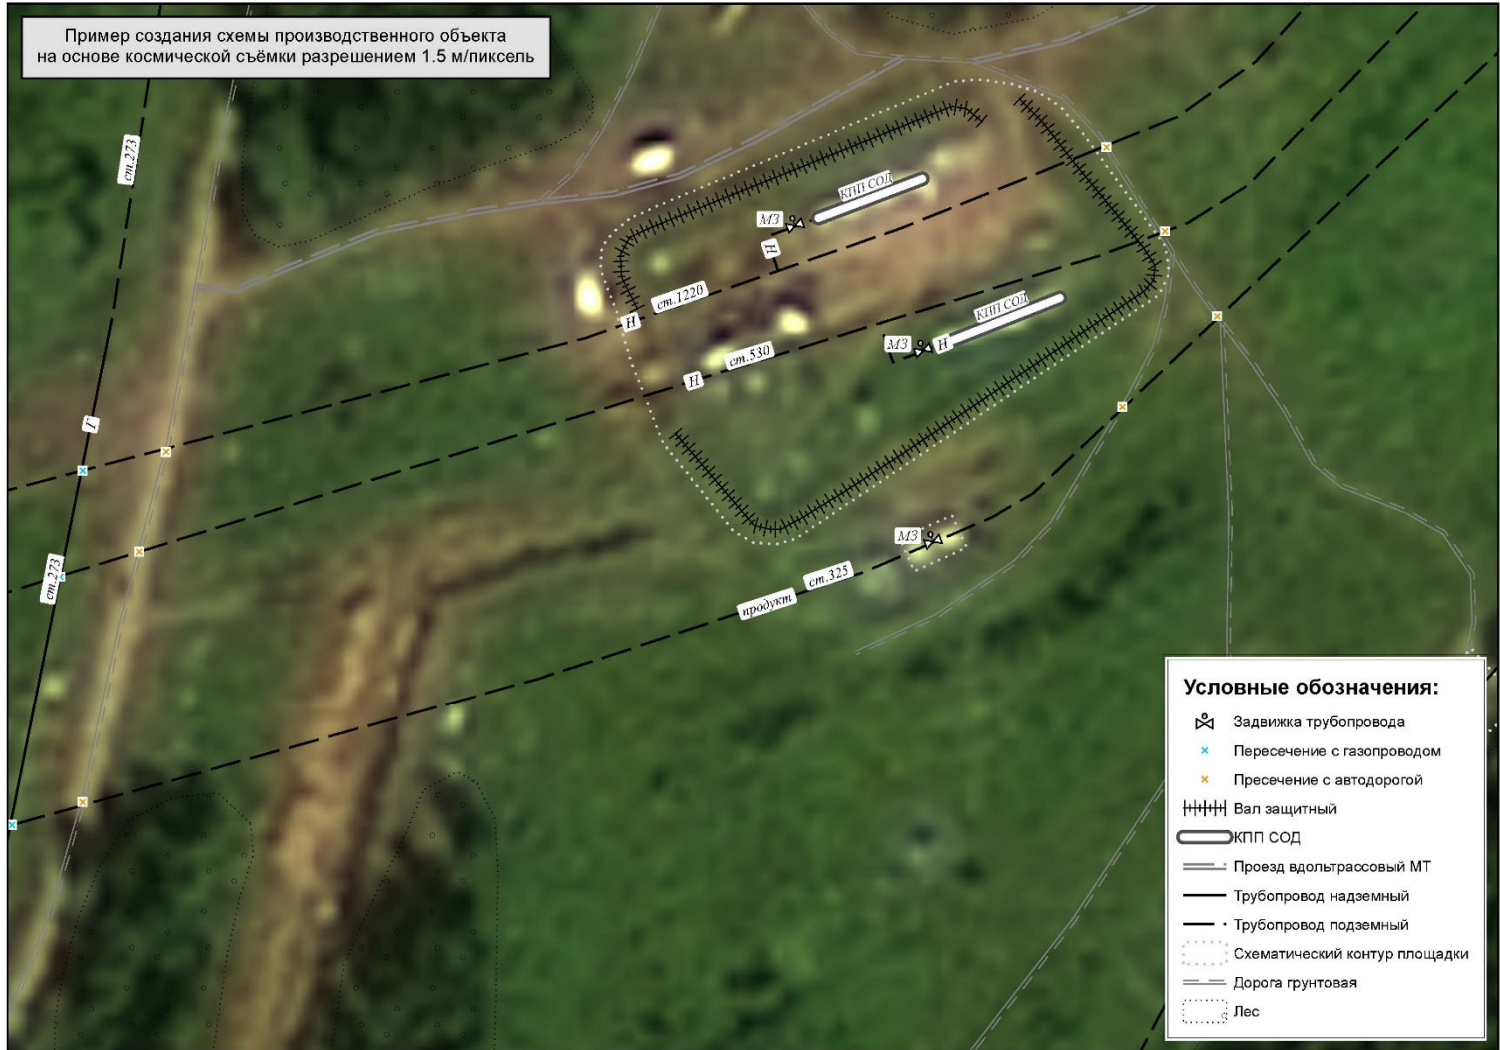 Пример создания схемы производственного объекта
на основе космической съёмки разрешением 1.5 м/пиксель
ст.273
КПП СОД
МЗ
Н
ст.1220
Н
КПП СОД
МЗ
Н
ст.530
Н
Г
ст.273
МЗ
ст.325
продукт
Условные обозначения:
Задвижка трубопровода
Пересечение с газопроводом
Пресечение с автодорогой
Вал защитный
КПП СОД
Проезд вдольтрассовый МТ
Трубопровод надземный
Трубопровод подземный
Схематический контур площадки
Дорога грунтовая
Лес